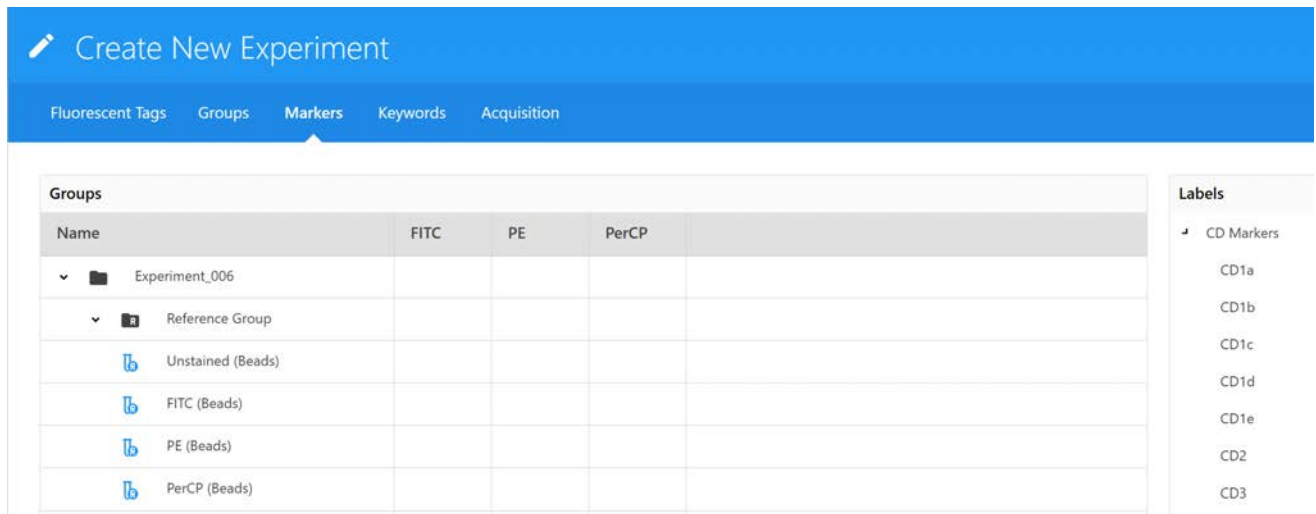 Create New Experiment
Fluorescent Tags Groups Markers Keywords Acquisition
Groups
Name FITC PE PerCP
Experiment_006
Reference Group
Unstained (Beads)
FITC (Beads)
PE (Beads)
PerCP (Beads)
Labels
CD Markers
CD1a
CD1b
CD1c
CD1d
CD1e
CD2
CD3